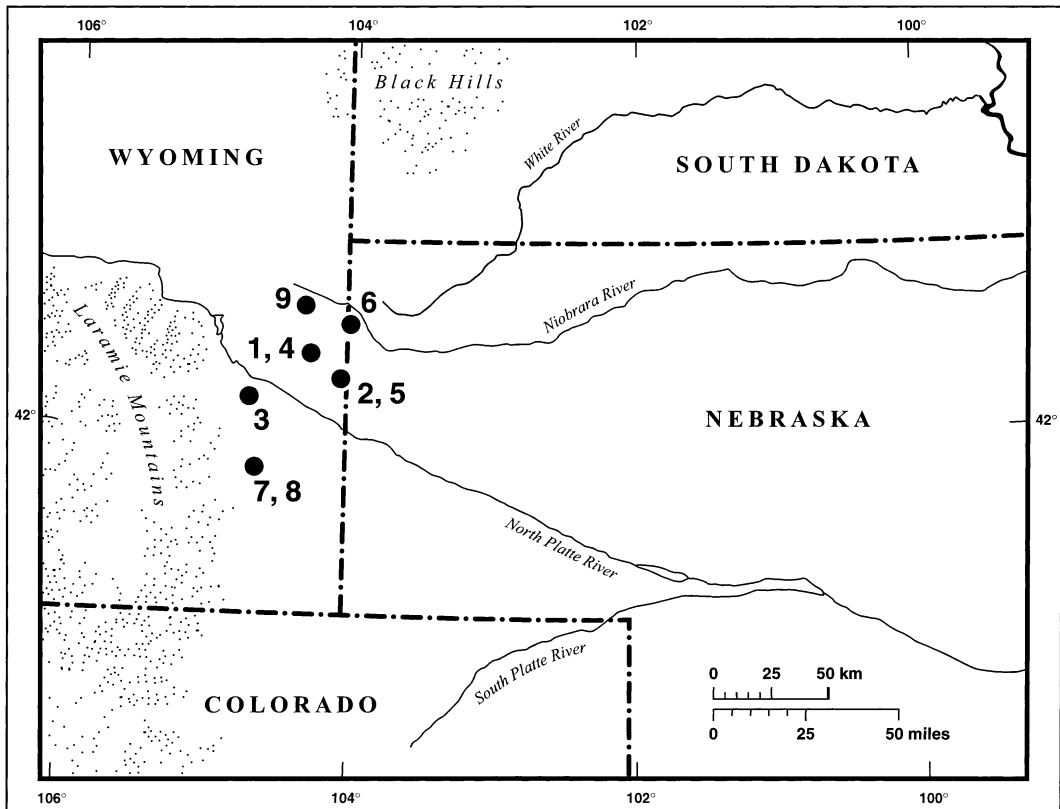 106° 104° 102° 100°
Black Hills
WYOMING
White River
SOUTH DAKOTA
9 6
Niobrara River
1, 4
2, 5
Laramie Mountains
3
42° 42°
NEBRASKA
7, 8
North Platte River
South Platte River
COLORADO
0 25 50 km
0 25 50 miles
106° 104° 102° 100°